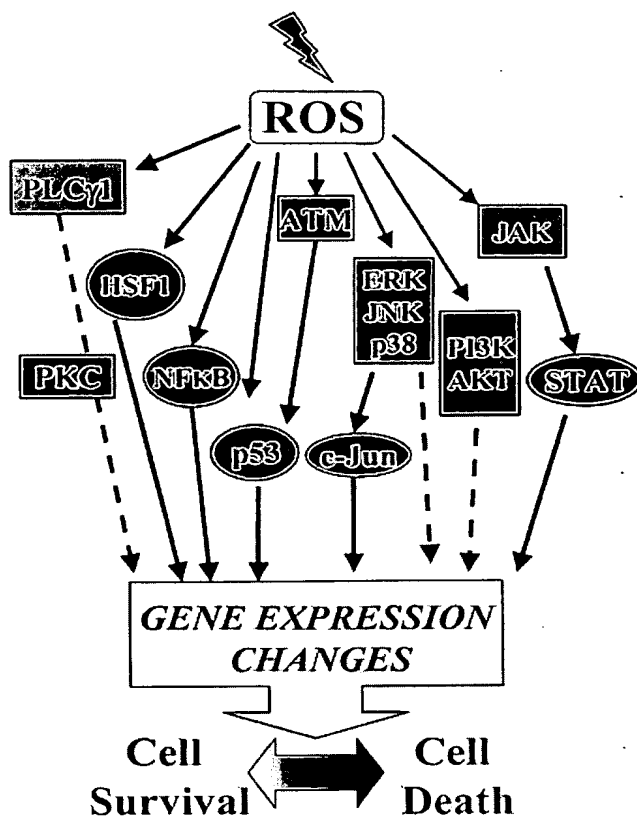 ROS
PLCγ1
ATM
JAK
HSF1
ERK
JNK
p38
PI3K
AKT
PKC
NFκB
STAT
p53
c-Jun
GENE EXPRESSION
CHANGES
Cell
Survival
Cell
Death